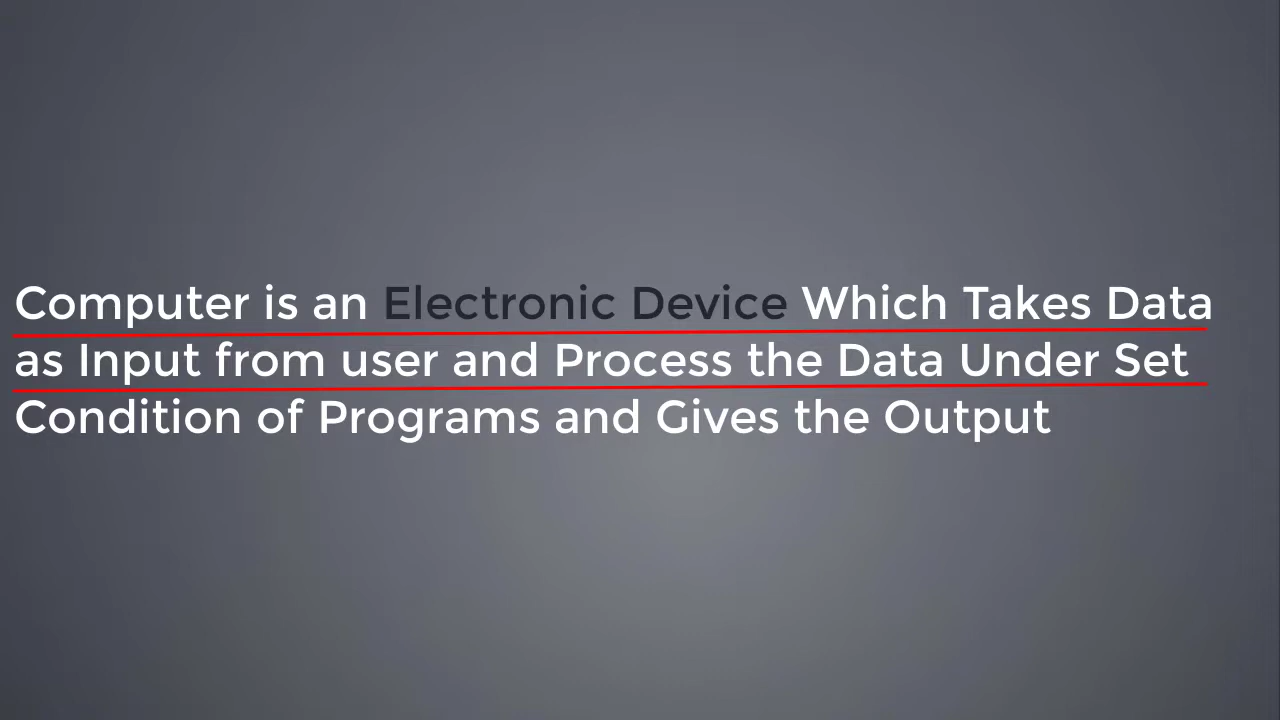 Computer is an Electronic Device Which Takes Data
as Input from user and Process the Data Under Set
Condition of Programs and Gives the Output